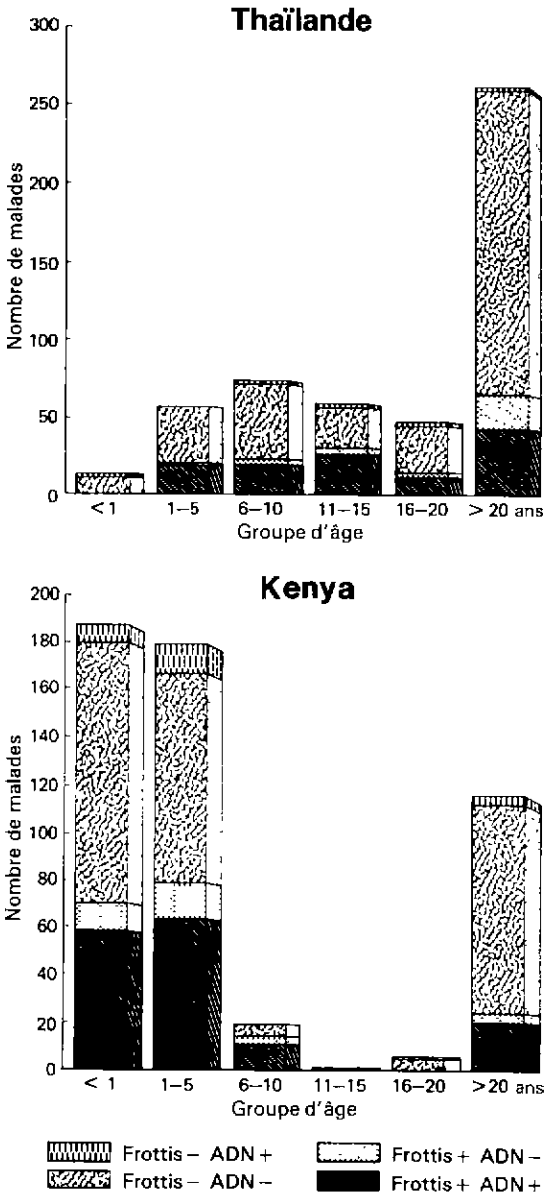 Thaïlande
300
250
200
150
100
50
0
Nombre de malades
< 1 1–5 6–10 11–15 16–20 > 20 ans
Groupe d'âge
Kenya
200
180
160
140
120
100
80
60
40
20
0
Nombre de malades
< 1 1–5 6–10 11–15 16–20 > 20 ans
Groupe d'âge
Frottis – ADN + Frottis + ADN –
Frottis – ADN – Frottis + ADN +